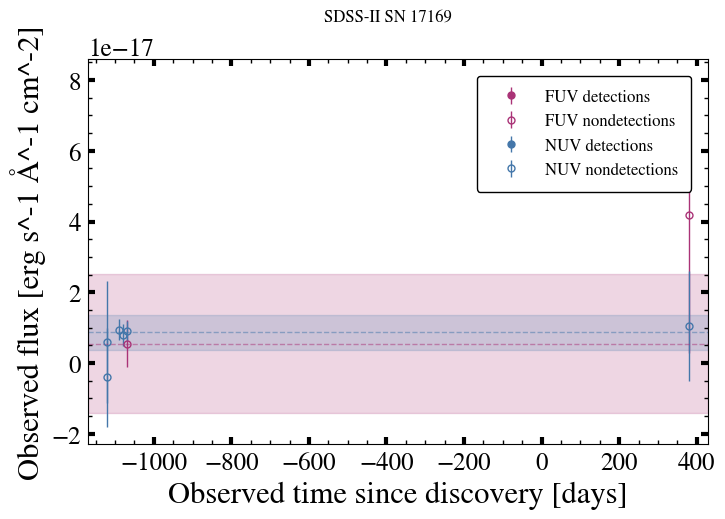 SDSS-II SN 17169
1e−17
8
6
4
2
0
−2
Observed flux [erg s^-1 Å^-1 cm^-2]
FUV detections
FUV nondetections
NUV detections
NUV nondetections
−1000 −800 −600 −400 −200 0 200 400
Observed time since discovery [days]